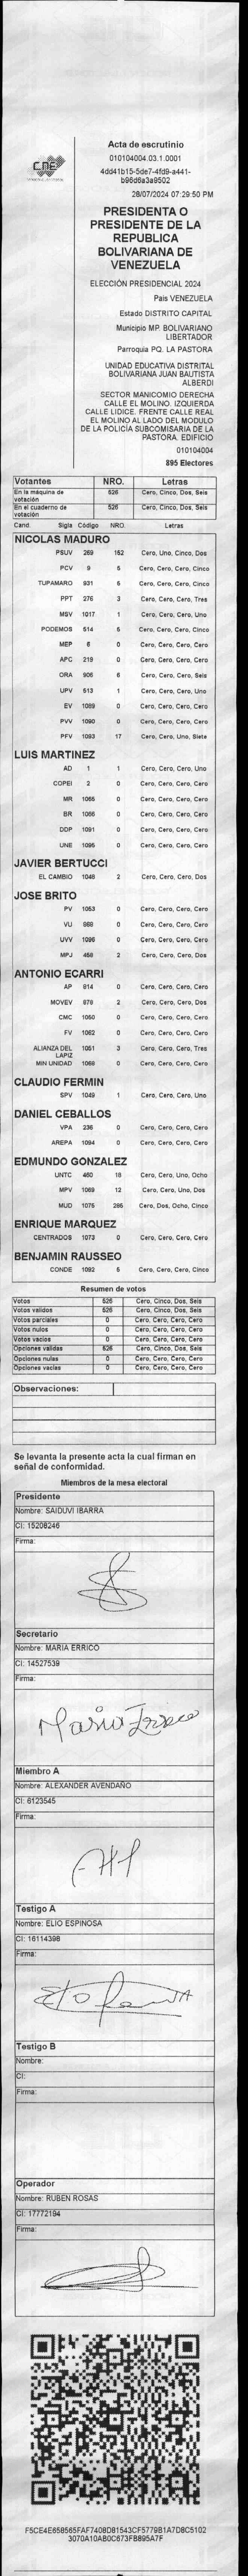 CNE
Acta de escrutinio
010104004.03.1.0001
4dd41b15-5de7-4fd9-a441-
b96d6a3a9502
28/07/2024 07:29:50 PM
PRESIDENTA O
PRESIDENTE DE LA
REPUBLICA
BOLIVARIANA DE
VENEZUELA
ELECCIÓN PRESIDENCIAL 2024
País VENEZUELA
Estado DISTRITO CAPITAL
Municipio MP. BOLIVARIANO
LIBERTADOR
Parroquia PQ. LA PASTORA
UNIDAD EDUCATIVA DISTRITAL
BOLIVARIANA JUAN BAUTISTA
ALBERDI
SECTOR MANICOMIO DERECHA
CALLE EL MOLINO. IZQUIERDA
CALLE LIDICE. FRENTE CALLE REAL
EL MOLINO AL LADO DEL MODULO
DE LA POLICÍA SUBCOMISARIA DE LA
PASTORA. EDIFICIO
010104004
895 Electores
Votantes NRO. Letras
En la máquina de votación 526 Cero, Cinco, Dos, Seis
En el cuaderno de votación 526 Cero, Cinco, Dos, Seis
Cand. Sigla Código NRO. Letras
NICOLAS MADURO
PSUV 269 152 Cero, Uno, Cinco, Dos
PCV 9 5 Cero, Cero, Cero, Cinco
TUPAMARO 931 5 Cero, Cero, Cero, Cinco
PPT 276 3 Cero, Cero, Cero, Tres
MSV 1017 1 Cero, Cero, Cero, Uno
PODEMOS 514 5 Cero, Cero, Cero, Cinco
MEP 6 0 Cero, Cero, Cero, Cero
APC 219 0 Cero, Cero, Cero, Cero
ORA 906 6 Cero, Cero, Cero, Seis
UPV 513 1 Cero, Cero, Cero, Uno
EV 1089 0 Cero, Cero, Cero, Cero
PVV 1090 0 Cero, Cero, Cero, Cero
PFV 1093 17 Cero, Cero, Uno, Siete
LUIS MARTINEZ
AD 1 1 Cero, Cero, Cero, Uno
COPEI 2 0 Cero, Cero, Cero, Cero
MR 1065 0 Cero, Cero, Cero, Cero
BR 1066 0 Cero, Cero, Cero, Cero
DDP 1091 0 Cero, Cero, Cero, Cero
UNE 1095 0 Cero, Cero, Cero, Cero
JAVIER BERTUCCI
EL CAMBIO 1048 2 Cero, Cero, Cero, Dos
JOSE BRITO
PV 1053 0 Cero, Cero, Cero, Cero
VU 968 0 Cero, Cero, Cero, Cero
UVV 1096 0 Cero, Cero, Cero, Cero
MPJ 458 2 Cero, Cero, Cero, Dos
ANTONIO ECARRI
AP 814 0 Cero, Cero, Cero, Cero
MOVEV 878 2 Cero, Cero, Cero, Dos
CMC 1050 0 Cero, Cero, Cero, Cero
FV 1062 0 Cero, Cero, Cero, Cero
ALIANZA DEL LAPIZ 1051 3 Cero, Cero, Cero, Tres
MIN UNIDAD 1068 0 Cero, Cero, Cero, Cero
CLAUDIO FERMIN
SPV 1049 1 Cero, Cero, Cero, Uno
DANIEL CEBALLOS
VPA 236 0 Cero, Cero, Cero, Cero
AREPA 1094 0 Cero, Cero, Cero, Cero
EDMUNDO GONZALEZ
UNTC 460 18 Cero, Cero, Uno, Ocho
MPV 1069 12 Cero, Cero, Uno, Dos
MUD 1075 285 Cero, Dos, Ocho, Cinco
ENRIQUE MARQUEZ
CENTRADOS 1073 0 Cero, Cero, Cero, Cero
BENJAMIN RAUSSEO
CONDE 1092 5 Cero, Cero, Cero, Cinco
Resumen de votos
Votos 526 Cero, Cinco, Dos, Seis
Votos validos 526 Cero, Cinco, Dos, Seis
Votos parciales 0 Cero, Cero, Cero, Cero
Votos nulos 0 Cero, Cero, Cero, Cero
Votos vacios 0 Cero, Cero, Cero, Cero
Opciones validas 526 Cero, Cinco, Dos, Seis
Opciones nulas 0 Cero, Cero, Cero, Cero
Opciones vacias 0 Cero, Cero, Cero, Cero
Observaciones:
Se levanta la presente acta la cual firman en
señal de conformidad.
Miembros de la mesa electoral
Presidente
Nombre: SAIDUVI IBARRA
CI: 15208246
Firma:
Secretario
Nombre: MARIA ERRICO
CI: 14527539
Firma:
Maria Errico
Miembro A
Nombre: ALEXANDER AVENDAÑO
CI: 6123545
Firma:
Testigo A
Nombre: ELIO ESPINOSA
CI: 16114398
Firma:
Testigo B
Nombre:
CI:
Firma:
Operador
Nombre: RUBEN ROSAS
CI: 17772194
Firma:
F5CE4E658565FAF7408D81543CF5779B1A7D8C5102
3070A10AB0C673FB895A7F